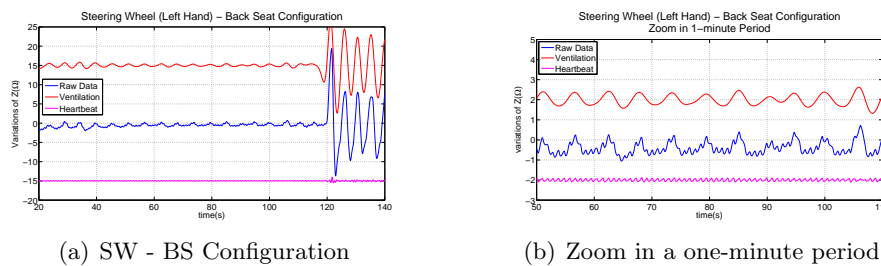 Steering Wheel (Left Hand) − Back Seat Configuration
25
20
15
10
5
0
−5
−10
−15
−20
Variations of Z(Ω)
Raw Data
Ventilation
Heartbeat
20
40
60
80
100
120
140
time(s)
(a) SW - BS Configuration
Steering Wheel (Left Hand) − Back Seat Configuration
Zoom in 1−minute Period
5
4
3
2
1
0
−1
−2
−3
variations of Z(Ω)
Raw Data
Ventilation
Heartbeat
50
60
70
80
90
100
time(s)
(b) Zoom in a one-minute period